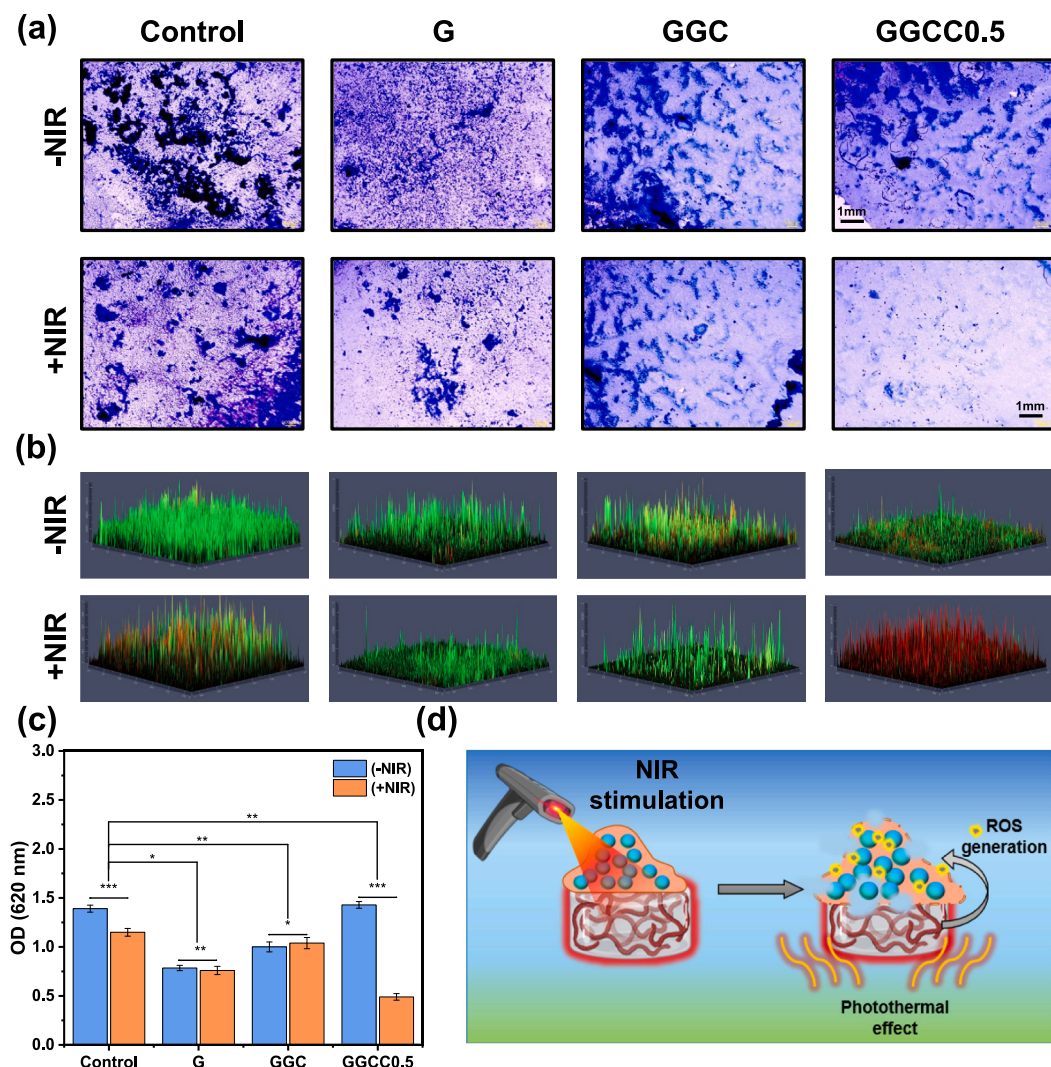 (a)
Control G GGC GGCC0.5
-NIR
1mm
+NIR
1mm
(b)
-NIR
+NIR
(c)
OD (620 nm)
3.0
2.5
2.0
1.5
1.0
0.5
0.0
(-NIR)
(+NIR)
**
**
*
***
**
*
***
Control G GGC GGCC0.5
(d)
NIR
stimulation
ROS
generation
Photothermal
effect